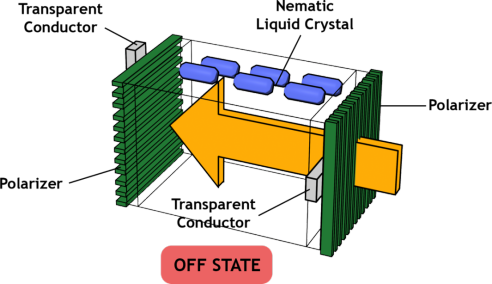 Transparent
Conductor
Nematic
Liquid Crystal
Polarizer
Polarizer
Transparent
Conductor
OFF STATE